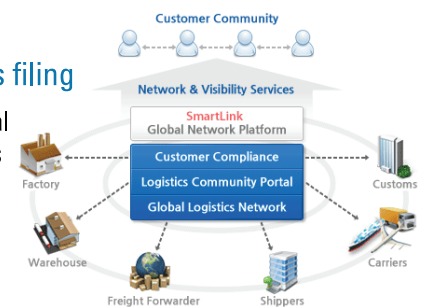 Customer Community
s filing
Network & Visibility Services
al
SmartLink
Global Network Platform
s
Customer Compliance
Logistics Community Portal
Global Logistics Network
Factory
Customs
Warehouse
Carriers
Freight Forwarder
Shippers